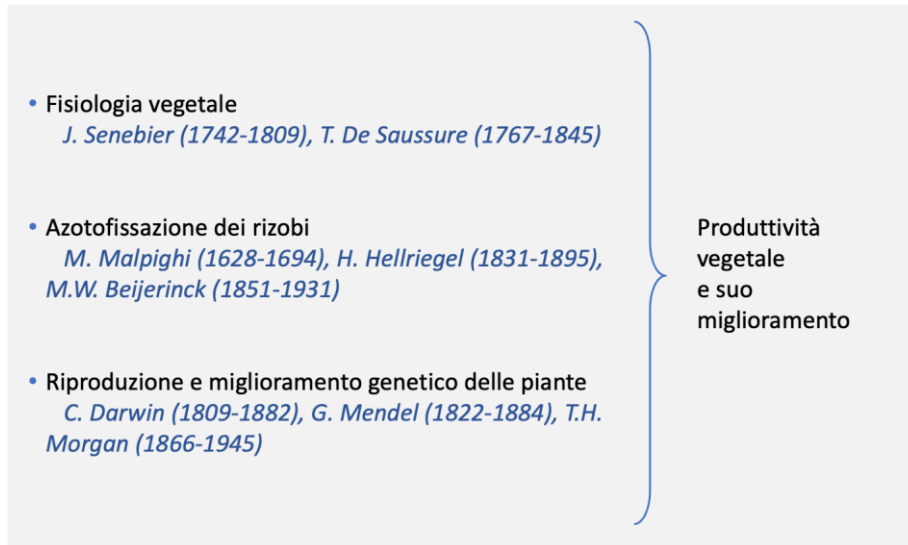 • Fisiologia vegetale
J. Senebier (1742-1809), T. De Saussure (1767-1845)
• Azotofissazione dei rizobi
M. Malpighi (1628-1694), H. Hellriegel (1831-1895),
M.W. Beijerinck (1851-1931)
• Riproduzione e miglioramento genetico delle piante
C. Darwin (1809-1882), G. Mendel (1822-1884), T.H.
Morgan (1866-1945)
Produttività
vegetale
e suo
miglioramento